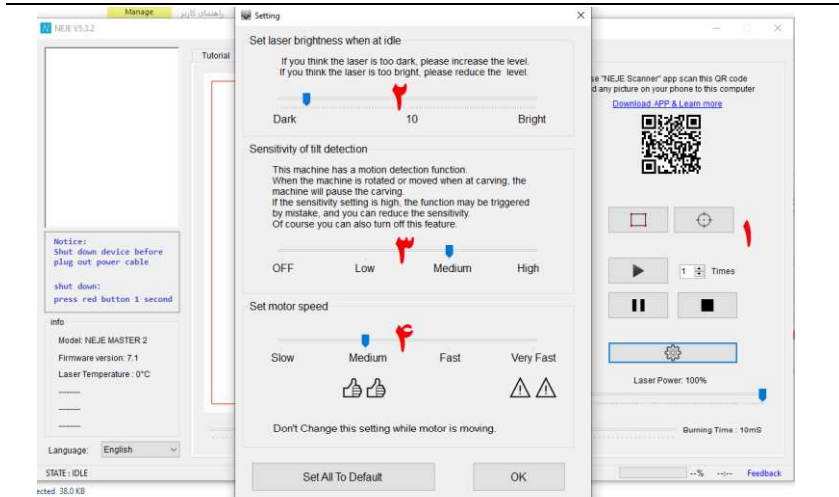 Manage
راهنمای کاربر
NEJE V5.3.2
Tutorial
Setting
Set laser brightness when at idle
If you think the laser is too dark, please increase the level.
If you think the laser is too bright, please reduce the level.
۲
Dark 10 Bright
Sensitivity of tilt detection
This machine has a motion detection function.
When the machine is rotated or moved when at carving, the
machine will pause the carving.
If the sensitivity setting is high, the function may be triggered
by mistake, and you can reduce the sensitivity.
Of course you can also turn off this feature.
۳
OFF Low Medium High
Set motor speed
۴
Slow Medium Fast Very Fast
Don't Change this setting while motor is moving.
Set All To Default OK
se "NEJE Scanner" app scan this QR code
d any picture on your phone to this computer
Download APP & Learn more
۱
1 Times
Laser Power: 100%
Burning Time : 10mS
Notice:
Shut down device before
plug out power cable
shut down:
press red button 1 second
info
Model: NEJE MASTER 2
Firmware version: 7.1
Laser Temperature : 0°C
--------
--------
--------
Language: English
STATE : IDLE
--% --:-- Feedback
ected 38.0 KB